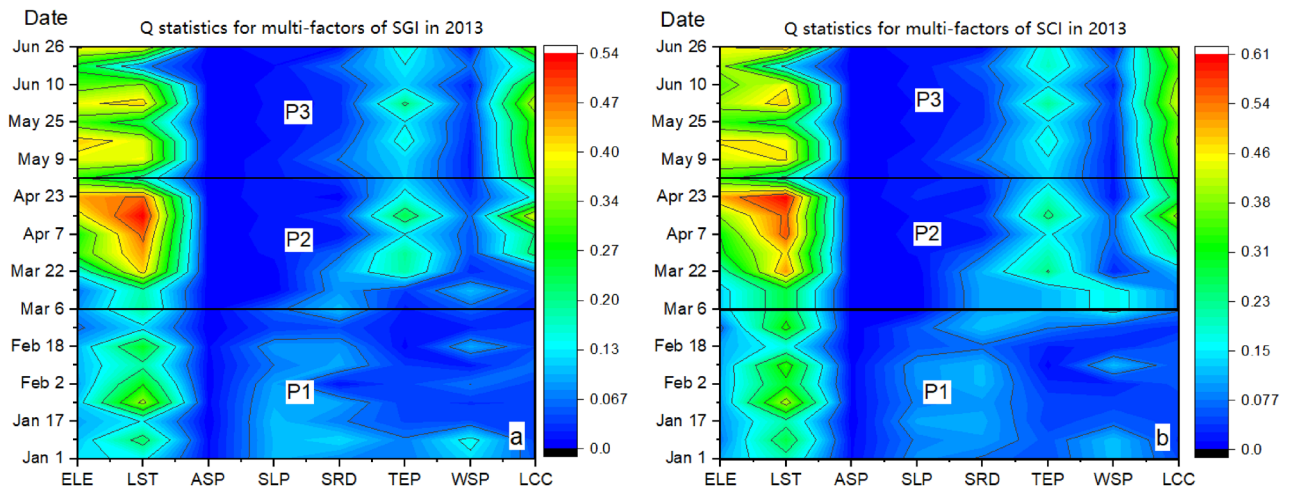 Date
Q statistics for multi-factors of SGI in 2013
Jun 26
Jun 10
May 25
May 9
Apr 23
Apr 7
Mar 22
Mar 6
Feb 18
Feb 2
Jan 17
Jan 1
P3
P2
P1
a
ELE LST ASP SLP SRD TEP WSP LCC
0.54
0.47
0.40
0.34
0.27
0.20
0.13
0.067
0.0
Date
Q statistics for multi-factors of SCI in 2013
Jun 26
Jun 10
May 25
May 9
Apr 23
Apr 7
Mar 22
Mar 6
Feb 18
Feb 2
Jan 17
Jan 1
P3
P2
P1
b
ELE LST ASP SLP SRD TEP WSP LCC
0.61
0.54
0.46
0.38
0.31
0.23
0.15
0.077
0.0